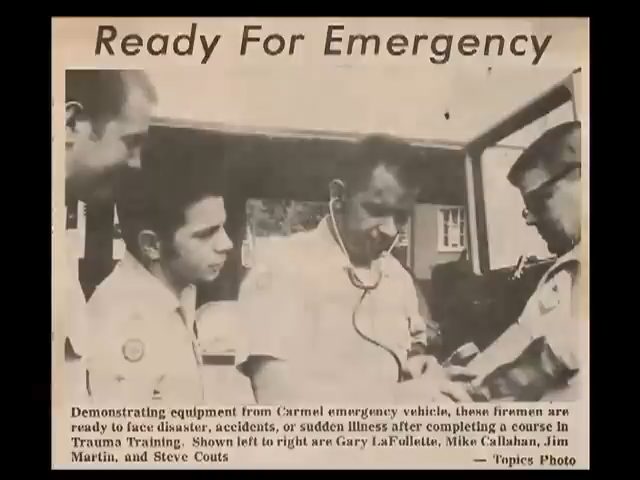 Ready For Emergency
Demonstrating equipment from Carmel emergency vehicle, these firemen are
ready to face disaster, accidents, or sudden illness after completing a course in
Trauma Training. Shown left to right are Gary LaFollette, Mike Callahan, Jim
Martin, and Steve Couts
— Topics Photo